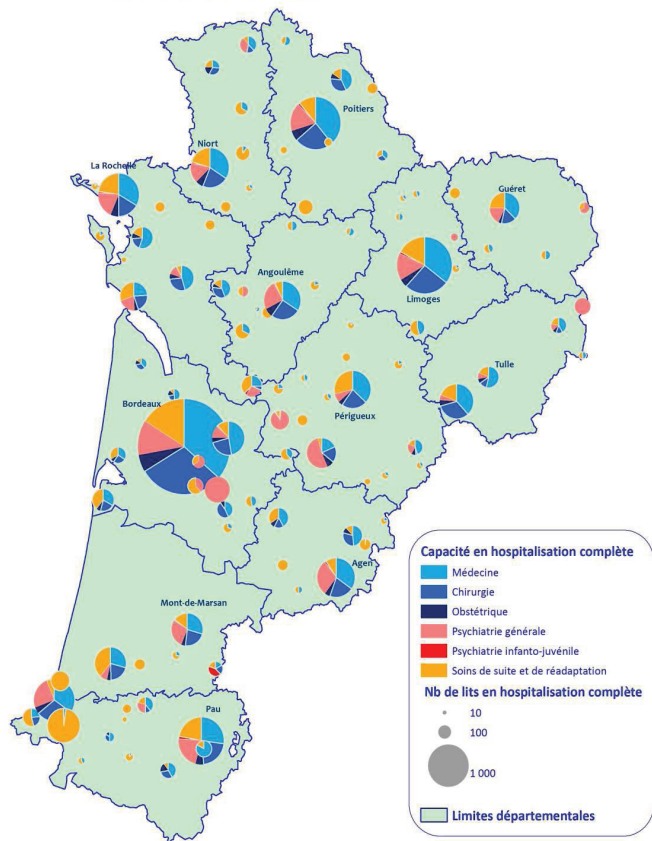 Poitiers
Niort
La Rochelle
Guéret
Angoulême
Limoges
Tulle
Bordeaux
Périgueux
Agen
Mont-de-Marsan
Pau
Capacité en hospitalisation complète
Médecine
Chirurgie
Obstétrique
Psychiatrie générale
Psychiatrie infanto-juvénile
Soins de suite et de réadaptation
Nb de lits en hospitalisation complète
10
100
1 000
Limites départementales